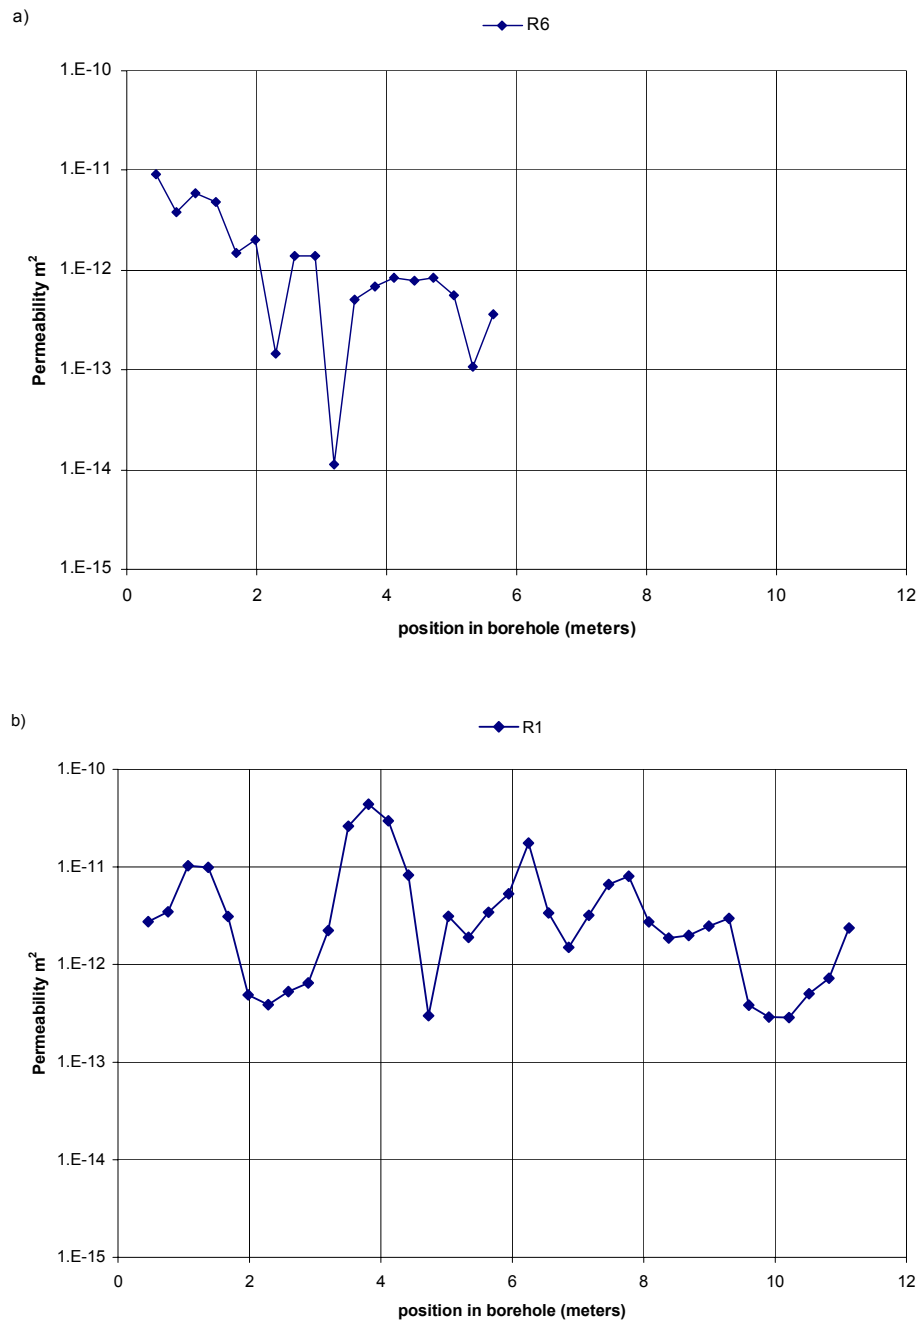 a)
R6
1.E-10
1.E-11
1.E-12
1.E-13
1.E-14
1.E-15
Permeability m²
0 2 4 6 8 10 12
position in borehole (meters)
b)
R1
1.E-10
1.E-11
1.E-12
1.E-13
1.E-14
1.E-15
Permeability m²
0 2 4 6 8 10 12
position in borehole (meters)